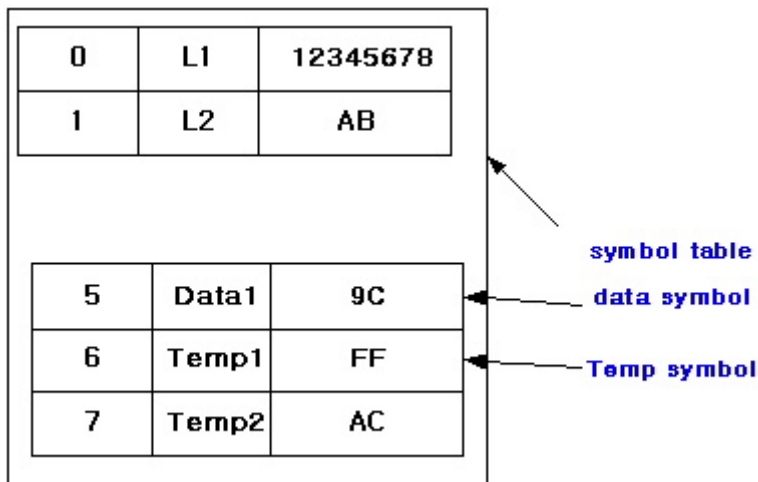 0 L1 12345678
1 L2 AB
symbol table
5 Data1 9C data symbol
6 Temp1 FF Temp symbol
7 Temp2 AC